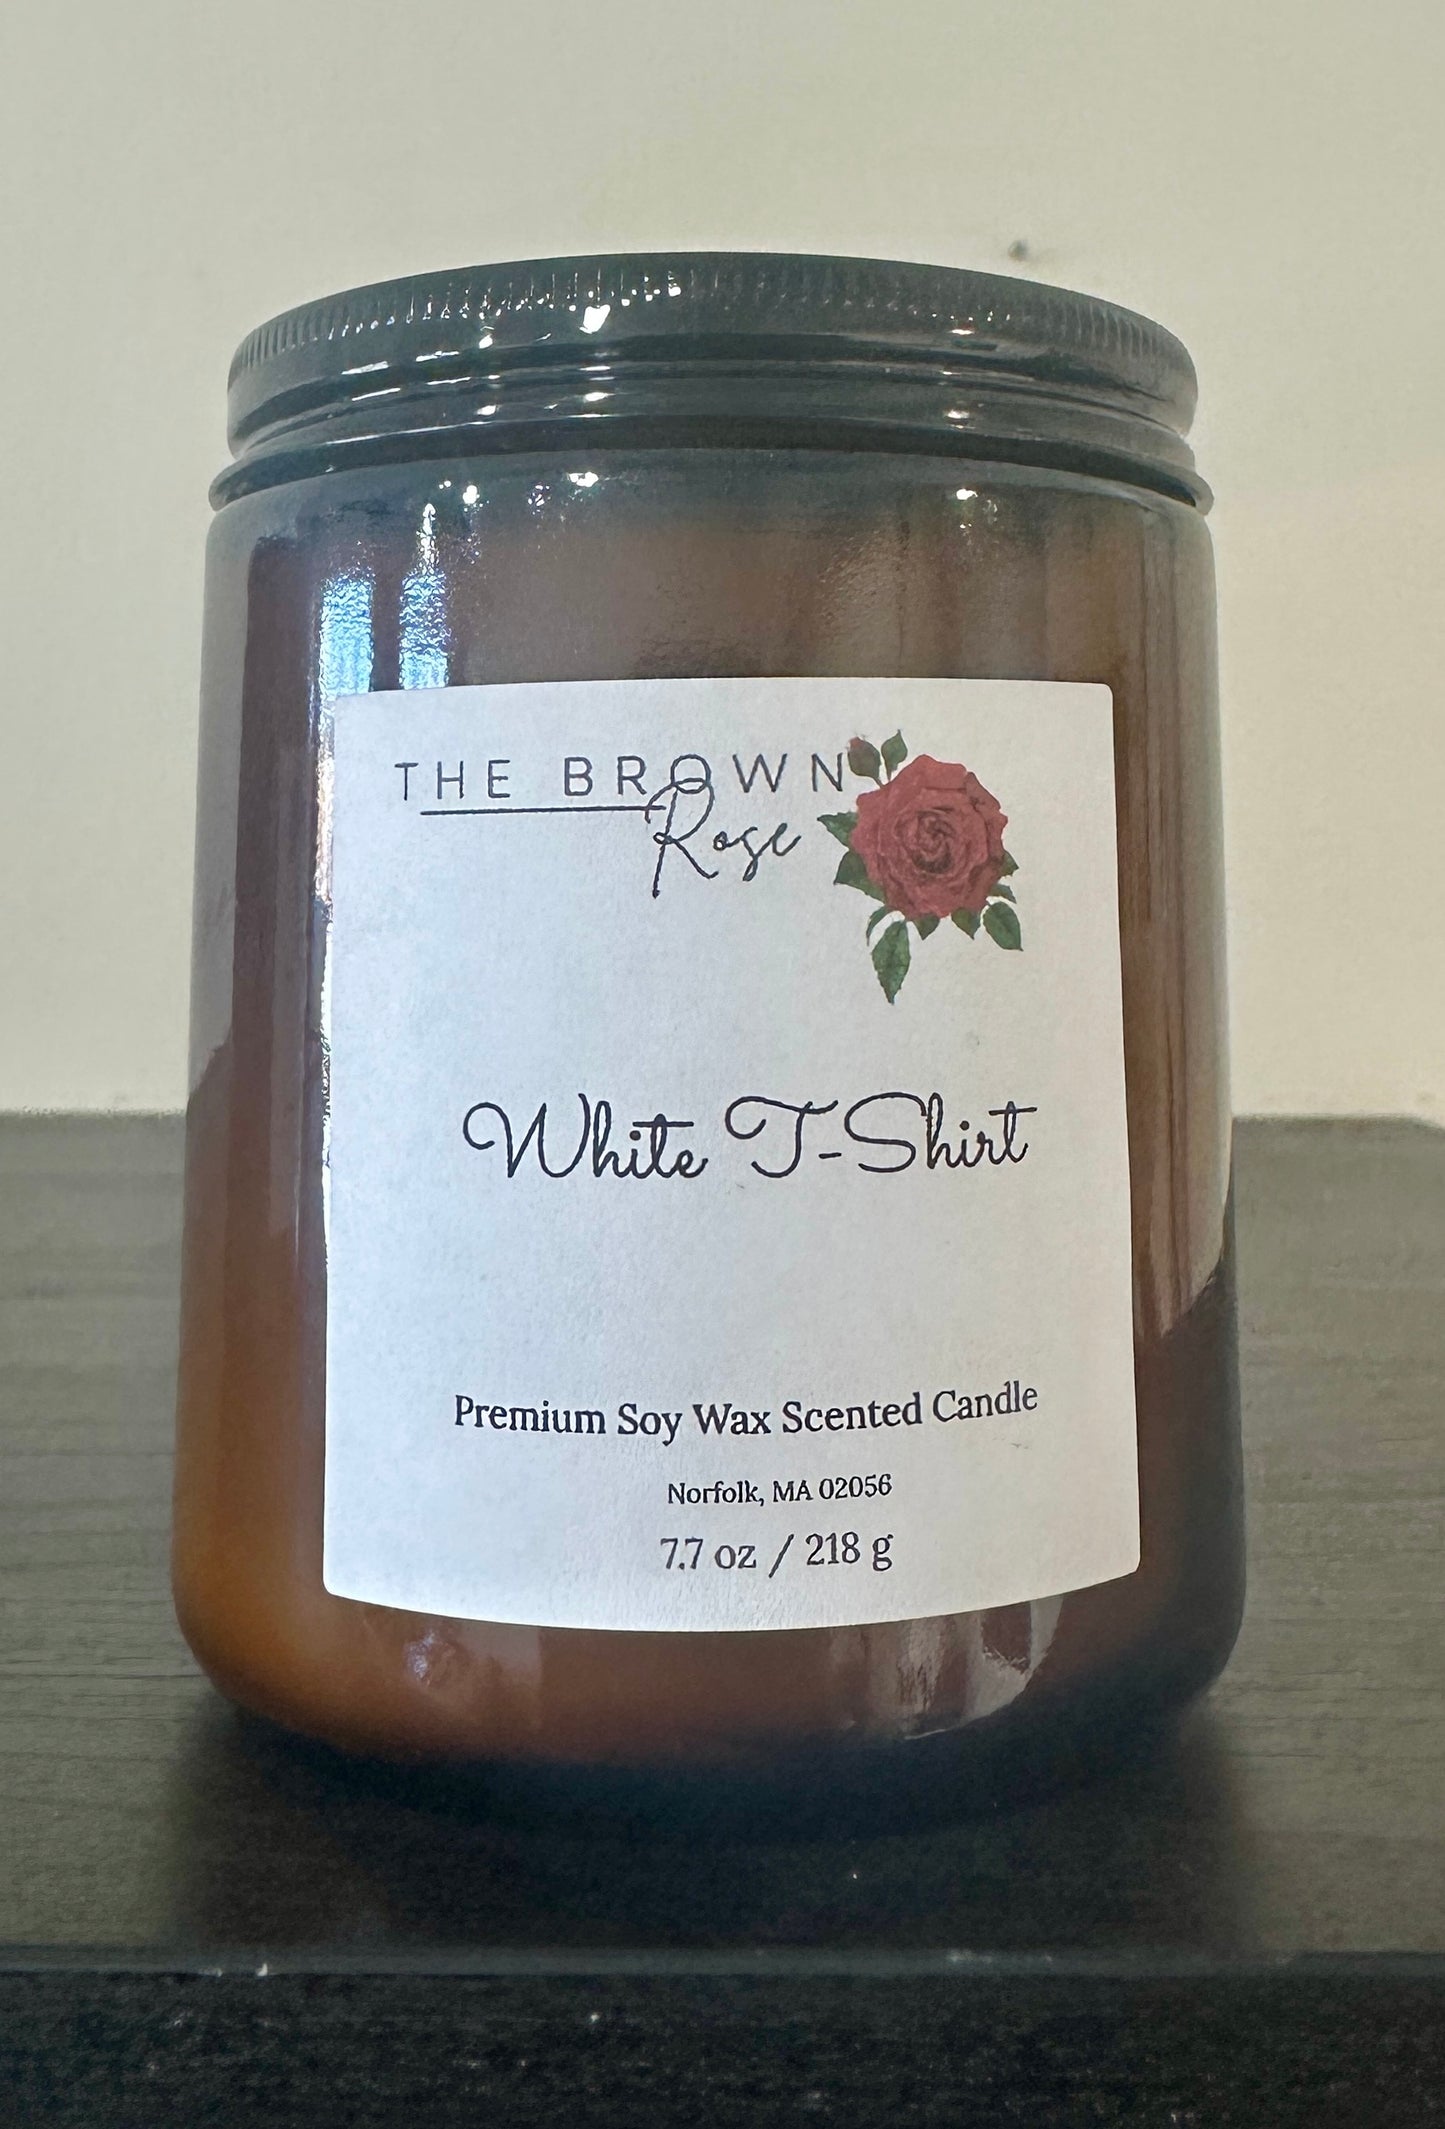 THE BROWN
Rose
White T-Shirt
Premium Soy Wax Scented Candle
Norfolk, MA 02056
7.7 oz / 218 g